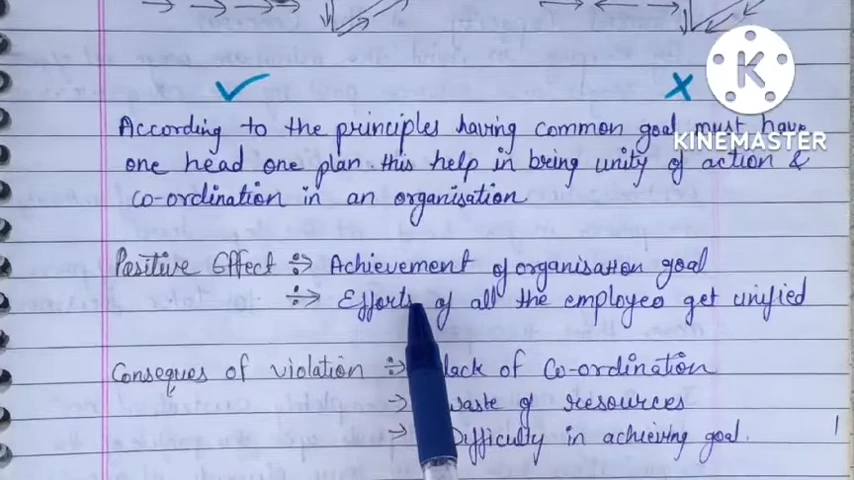 K
KINEMASTER
According to the principles having common goal must have
one head one plan. this help in being unity of action &
co-ordination in an organisation
Positive Effect ÷> Achievement of organisation goal
÷> Efforts of all the employees get unified
Conseques of violation ÷> lack of Co-ordination
-> waste of resources
-> Difficulty in achieving goal.